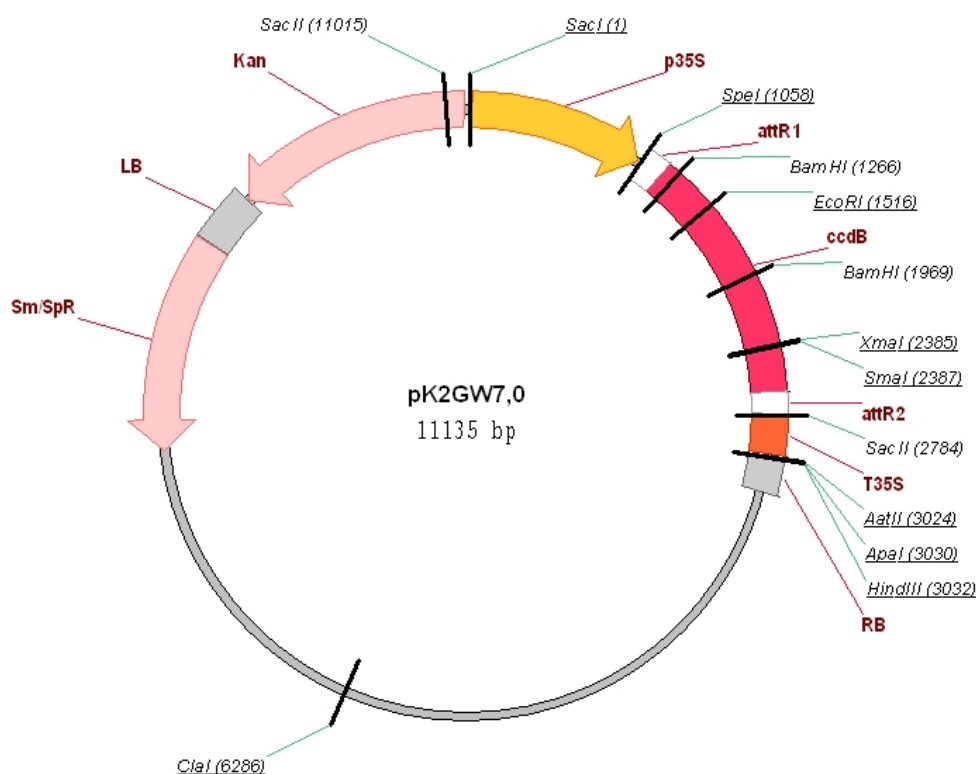 SacII (11015)
SacI (1)
Kan
p35S
SpeI (1058)
attR1
BamHI (1266)
LB
EcoRI (1516)
ccdB
BamHI (1969)
Sm/SpR
XmaI (2385)
SmaI (2387)
pK2GW7,0
11135 bp
attR2
SacII (2784)
T35S
AatII (3024)
ApaI (3030)
HindIII (3032)
RB
ClaI (6286)